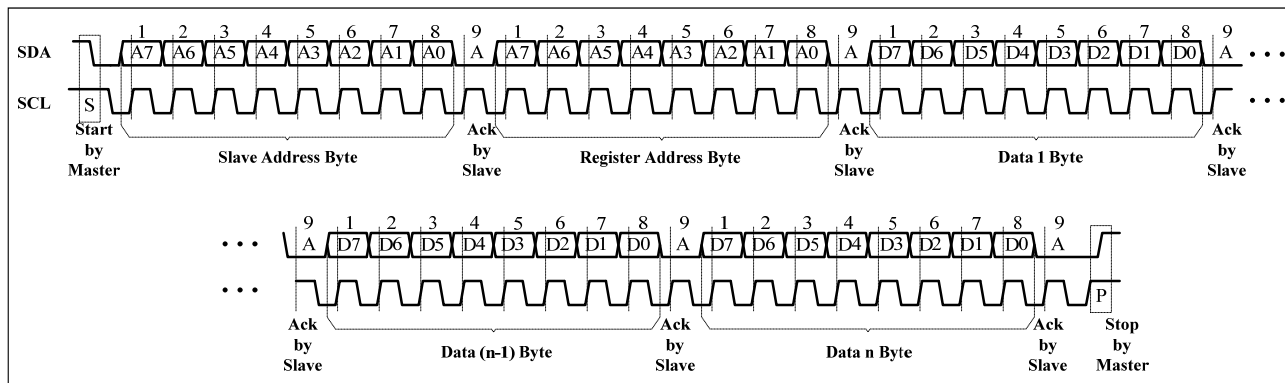 1 2 3 4 5 6 7 8 9 1 2 3 4 5 6 7 8 9 1 2 3 4 5 6 7 8 9
SDA A7 A6 A5 A4 A3 A2 A1 A0 A A7 A6 A5 A4 A3 A2 A1 A0 A D7 D6 D5 D4 D3 D2 D1 D0 A • • •
SCL S • • •
Start by Master
Slave Address Byte
Ack by Slave
Register Address Byte
Ack by Slave
Data 1 Byte
Ack by Slave
9 1 2 3 4 5 6 7 8 9 1 2 3 4 5 6 7 8 9
• • • A D7 D6 D5 D4 D3 D2 D1 D0 A D7 D6 D5 D4 D3 D2 D1 D0 A
• • • P
Ack by Slave
Data (n-1) Byte
Ack by Slave
Data n Byte
Ack by Slave
Stop by Master